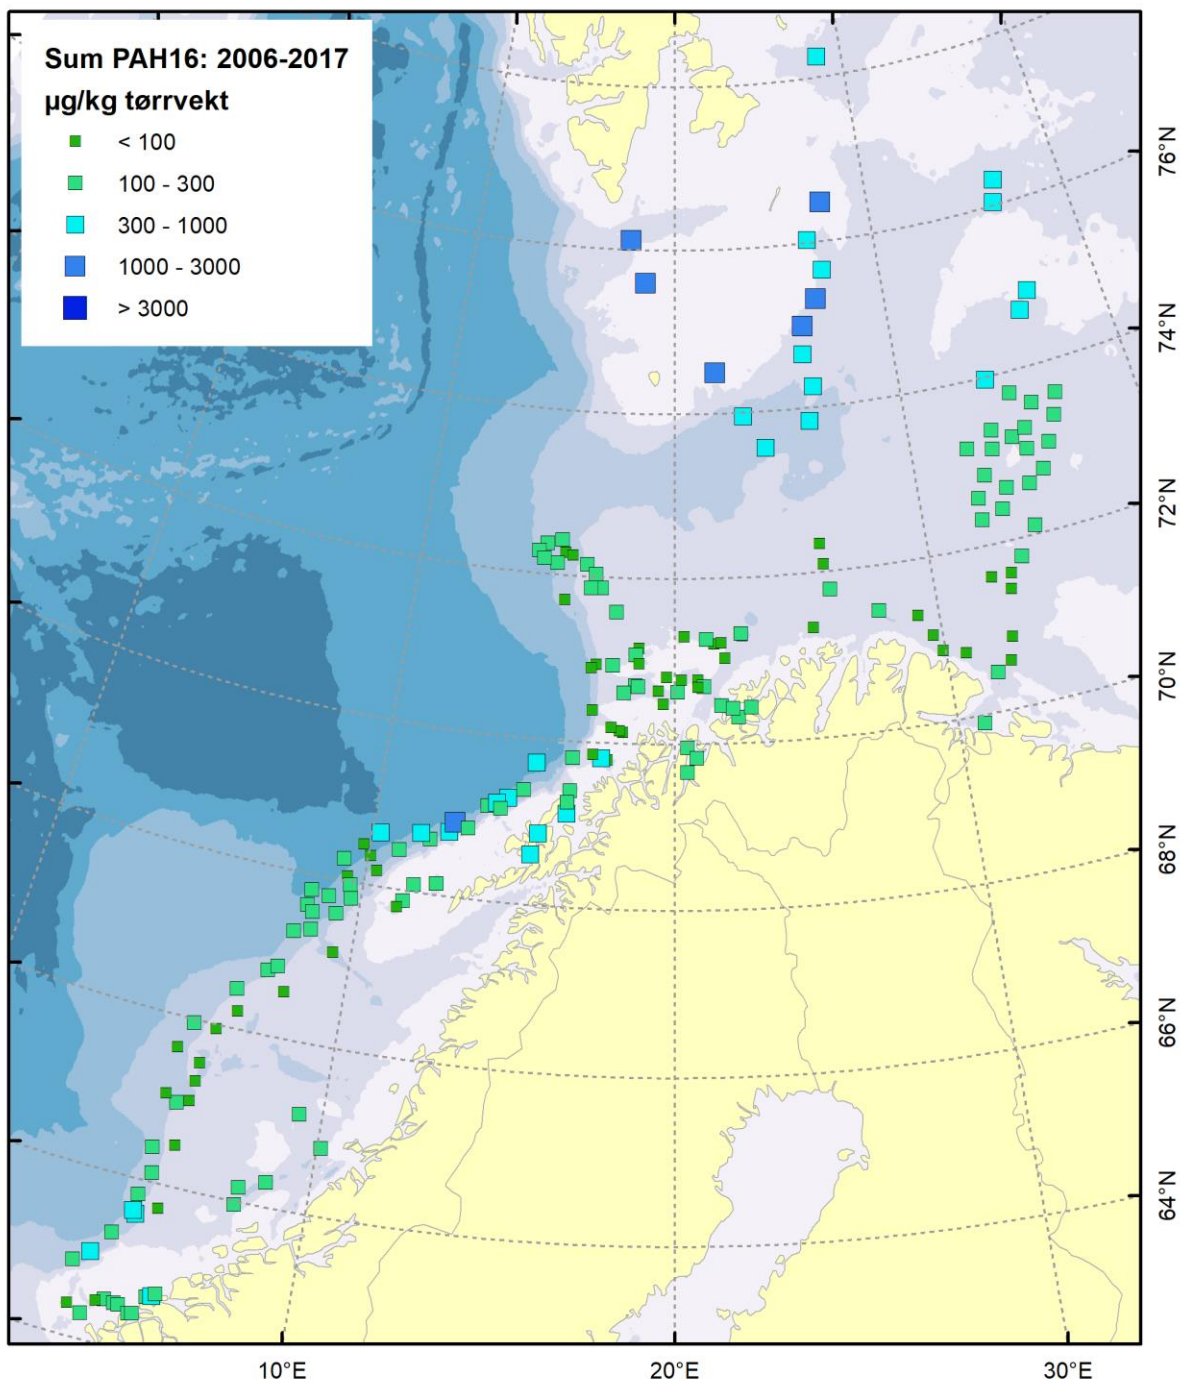 Sum PAH16: 2006-2017
µg/kg tørrvekt
< 100
100 - 300
300 - 1000
1000 - 3000
> 3000
76°N
74°N
72°N
70°N
68°N
66°N
64°N
10°E
20°E
30°E